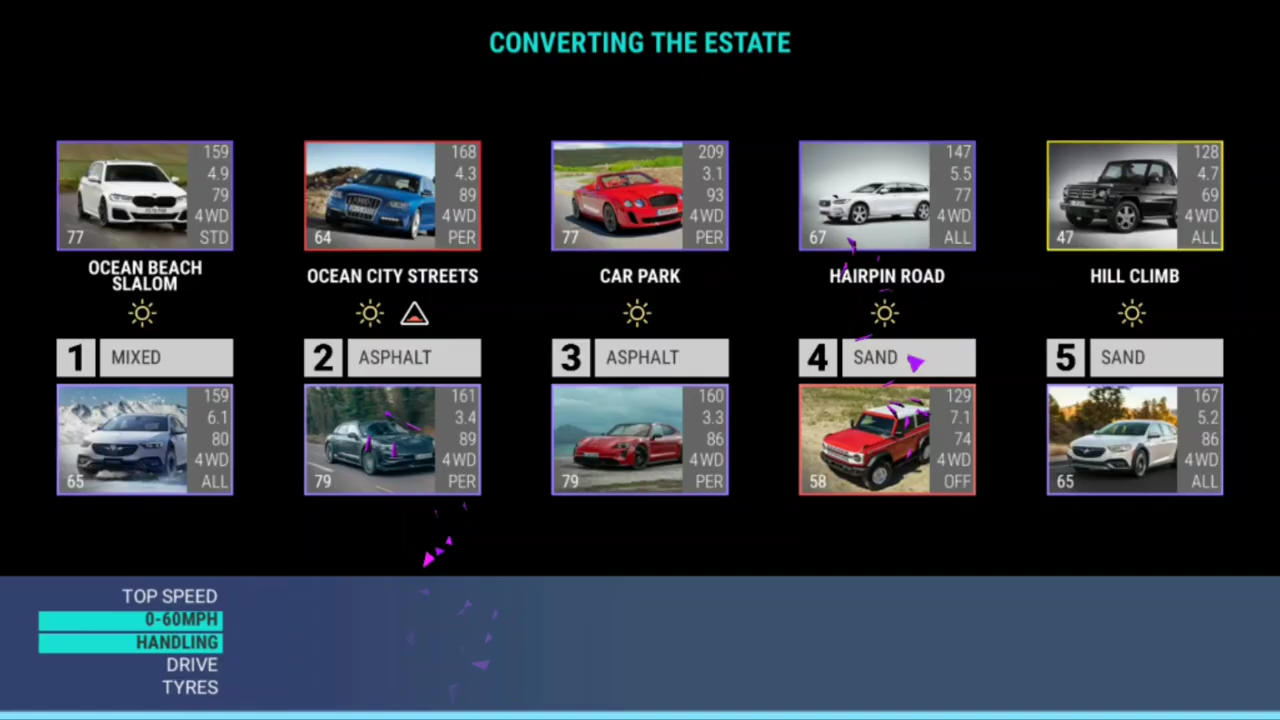 CONVERTING THE ESTATE
159
4.9
79
4WD
77 STD
168
4.3
89
4WD
64 PER
209
3.1
93
4WD
77 PER
147
5.5
77
4WD
67 ALL
128
4.7
69
4WD
47 ALL
OCEAN BEACH
SLALOM
OCEAN CITY STREETS
CAR PARK
HAIRPIN ROAD
HILL CLIMB
1 MIXED
2 ASPHALT
3 ASPHALT
4 SAND
5 SAND
159
6.1
80
4WD
65 ALL
161
3.4
89
4WD
79 PER
160
3.3
86
4WD
79 PER
129
7.1
74
4WD
58 OFF
167
5.2
86
4WD
65 ALL
TOP SPEED
0-60MPH
HANDLING
DRIVE
TYRES